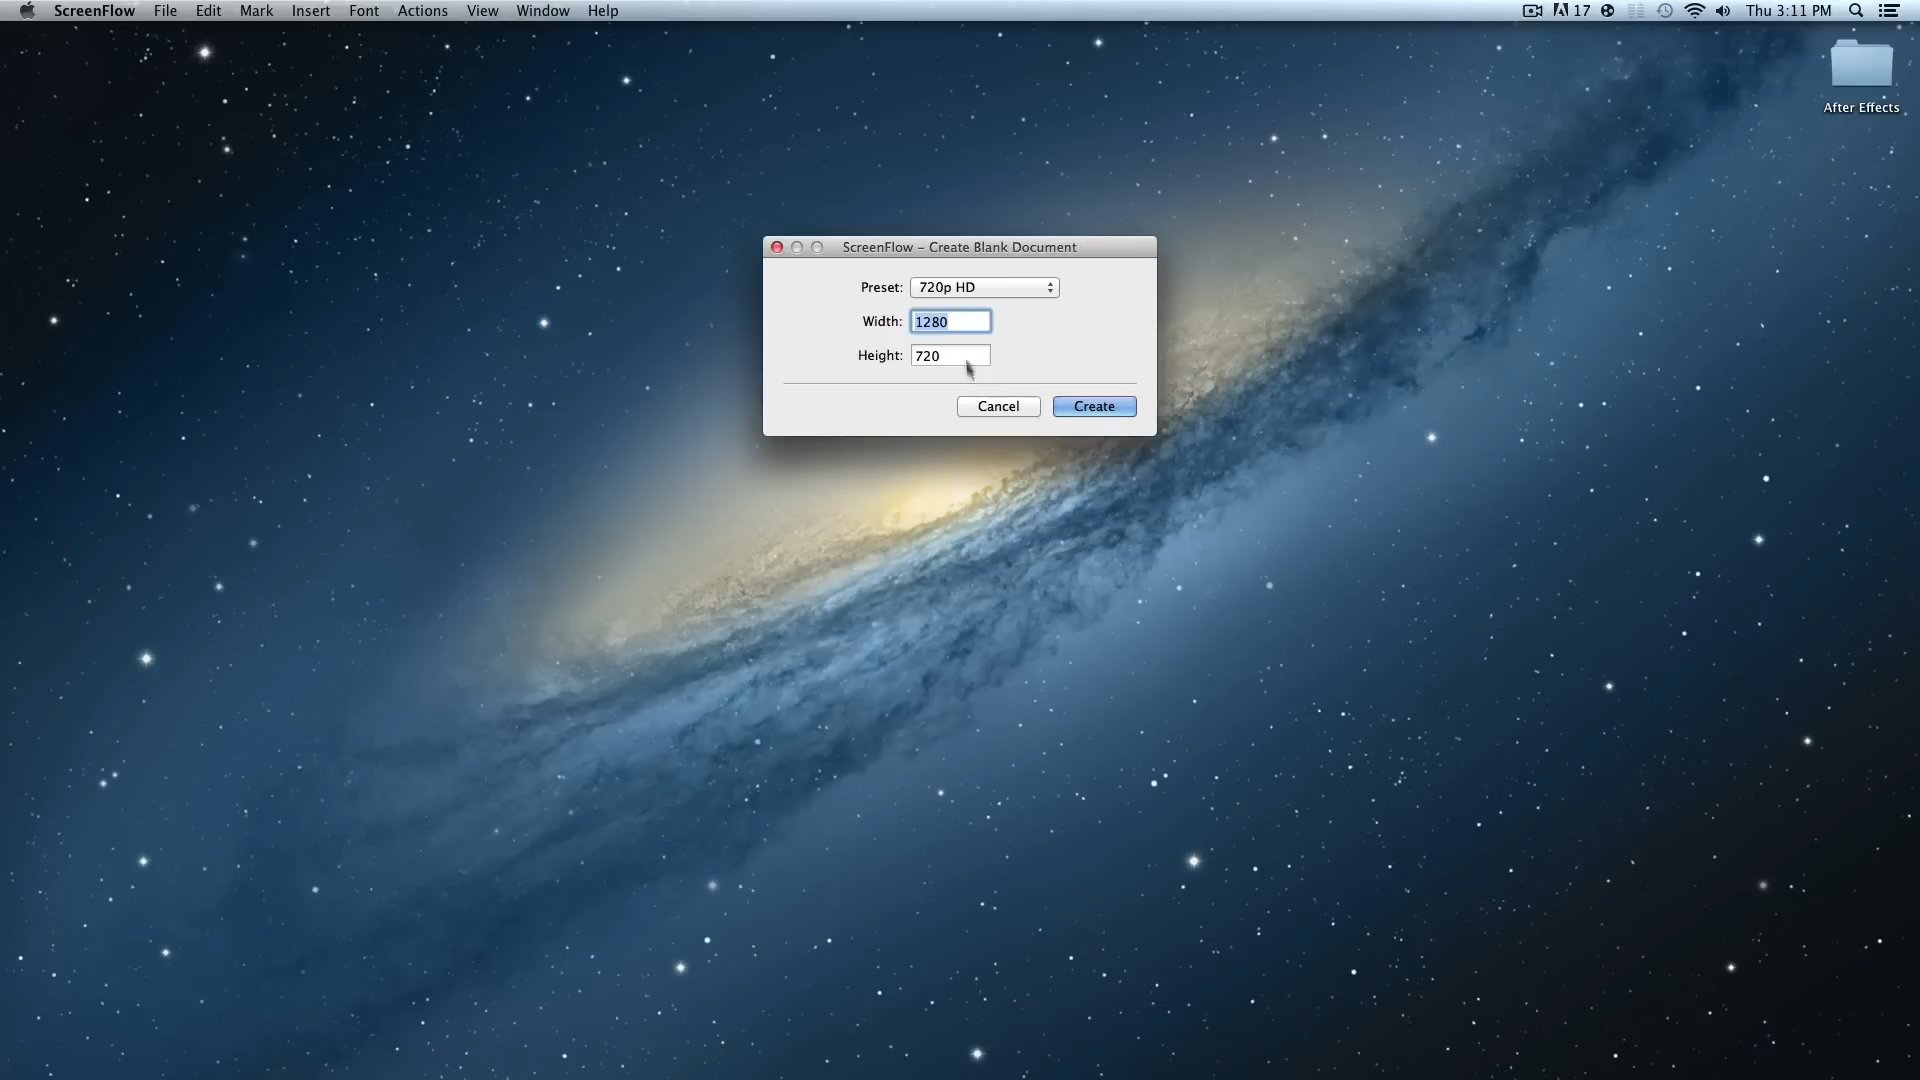 ScreenFlow File Edit Mark Insert Font Actions View Window Help 17 Thu 3:11 PM
After Effects
ScreenFlow – Create Blank Document
Preset: 720p HD
Width: 1280
Height: 720
Cancel Create